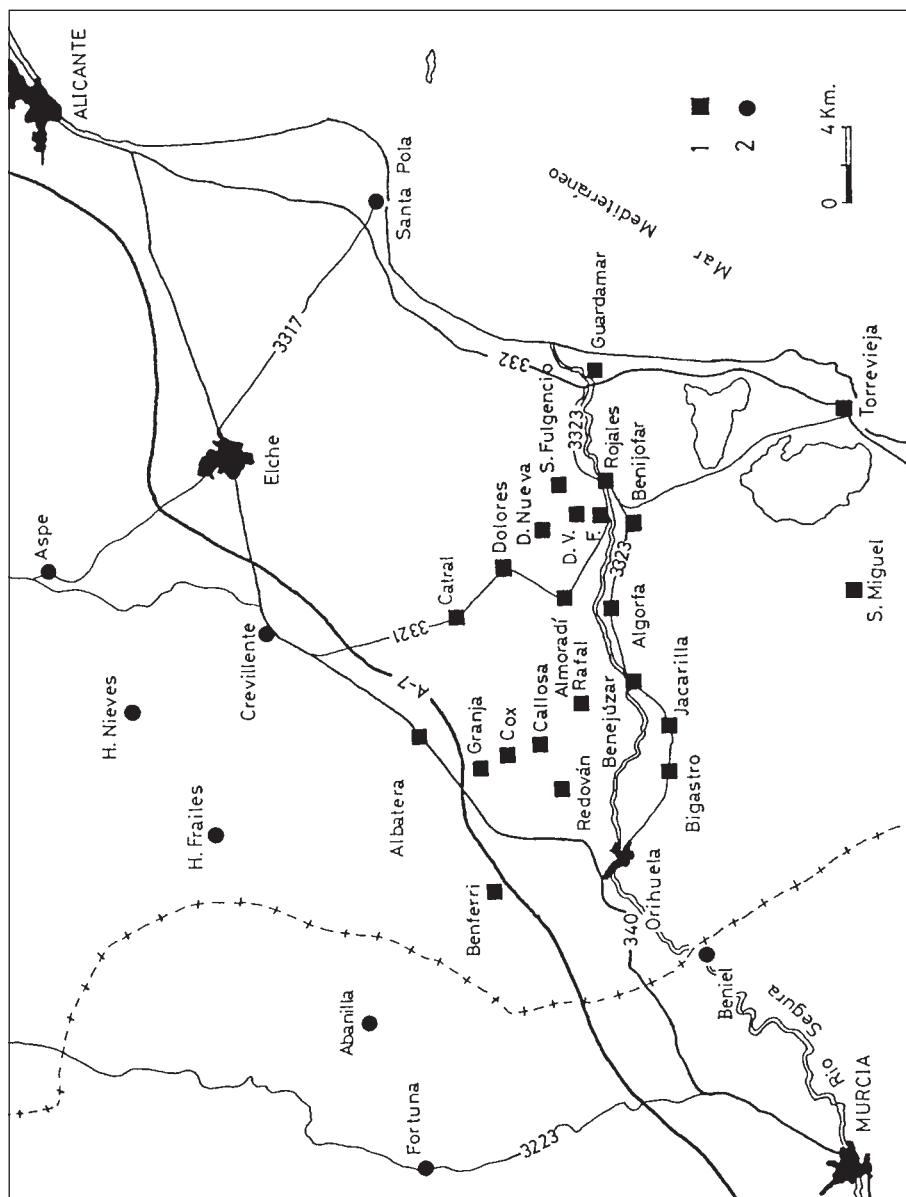 ALICANTE
Aspe
Elche
Santa Pola
H. Nieves
Crevillente
3317
H. Frailes
3321
Catral
332
Mar Mediterráneo
Albatera
A-7
Dolores
D. Nueva
S. Fulgencio
Guardamar
Granja
Cox
Callosa
Almoradí
D. V.
F.
3323
Rojales
Abanilla
Benferri
Redován
Rafal
Algorfa
3323
Benijofar
Benejúzar
Fortuna
340
Orihuela
Bigastro
Jacarilla
Torrevieja
3223
Beniel
S. Miguel
Rio Segura
MURCIA
1
2
0 4 Km.